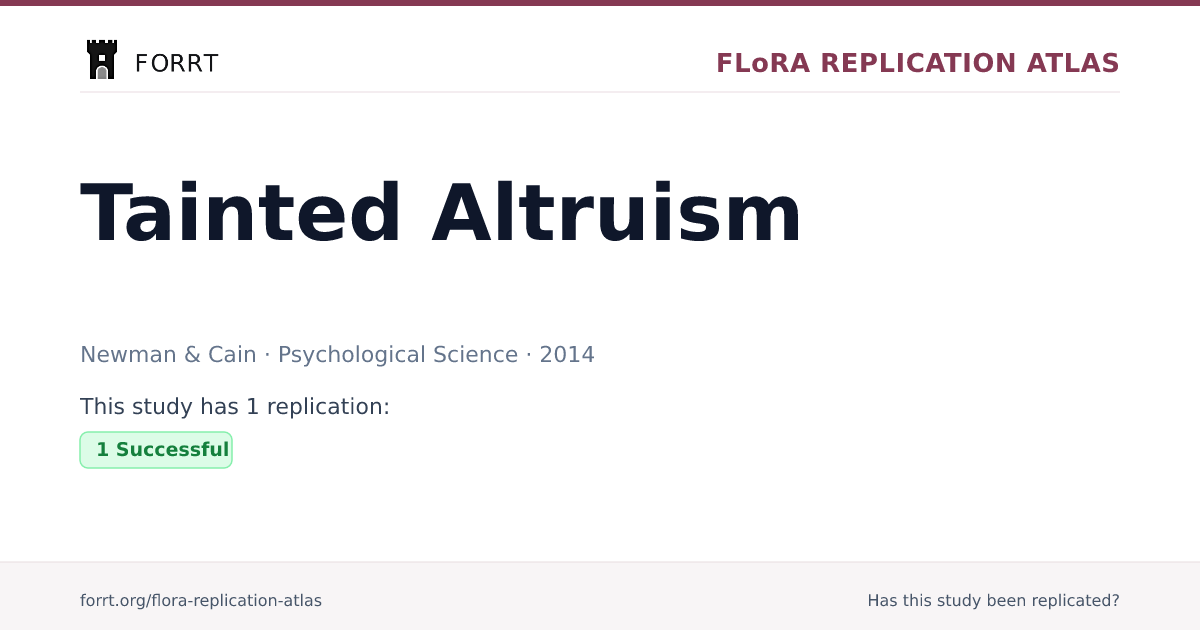 FORRT
FLoRA REPLICATION ATLAS
Tainted Altruism
Newman & Cain · Psychological Science · 2014
This study has 1 replication:
1 Successful
forrt.org/flora-replication-atlas
Has this study been replicated?